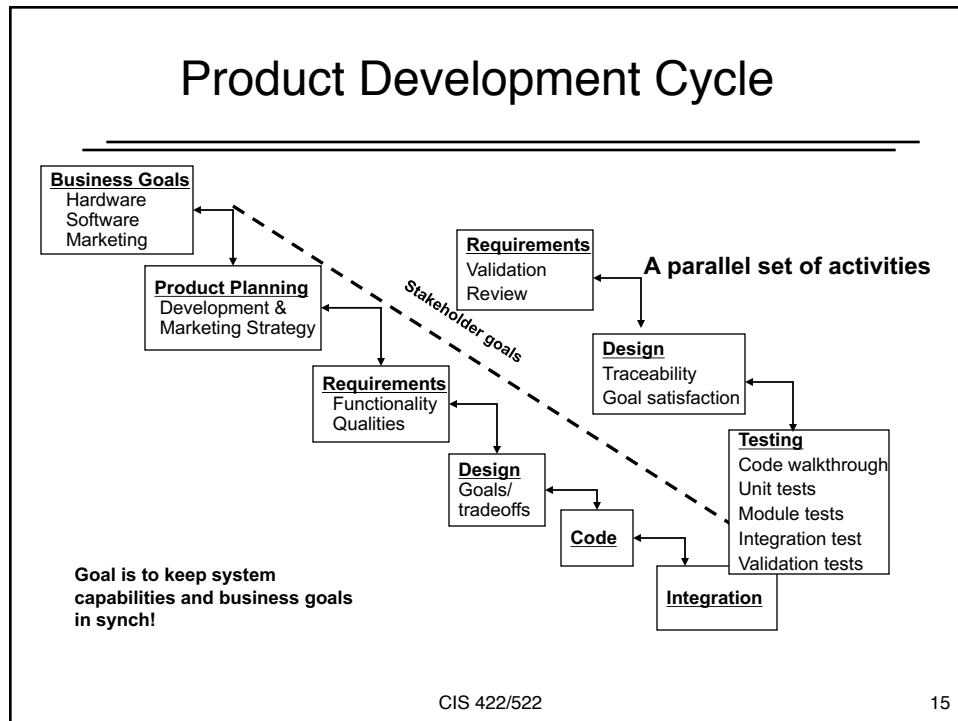 Product Development Cycle
Business Goals
Hardware
Software
Marketing
Product Planning
Development &
Marketing Strategy
Requirements
Functionality
Qualities
Design
Goals/
tradeoffs
Code
Integration
Stakeholder goals
Requirements
Validation
Review
A parallel set of activities
Design
Traceability
Goal satisfaction
Testing
Code walkthrough
Unit tests
Module tests
Integration test
Validation tests
Goal is to keep system
capabilities and business goals
in synch!
CIS 422/522
15